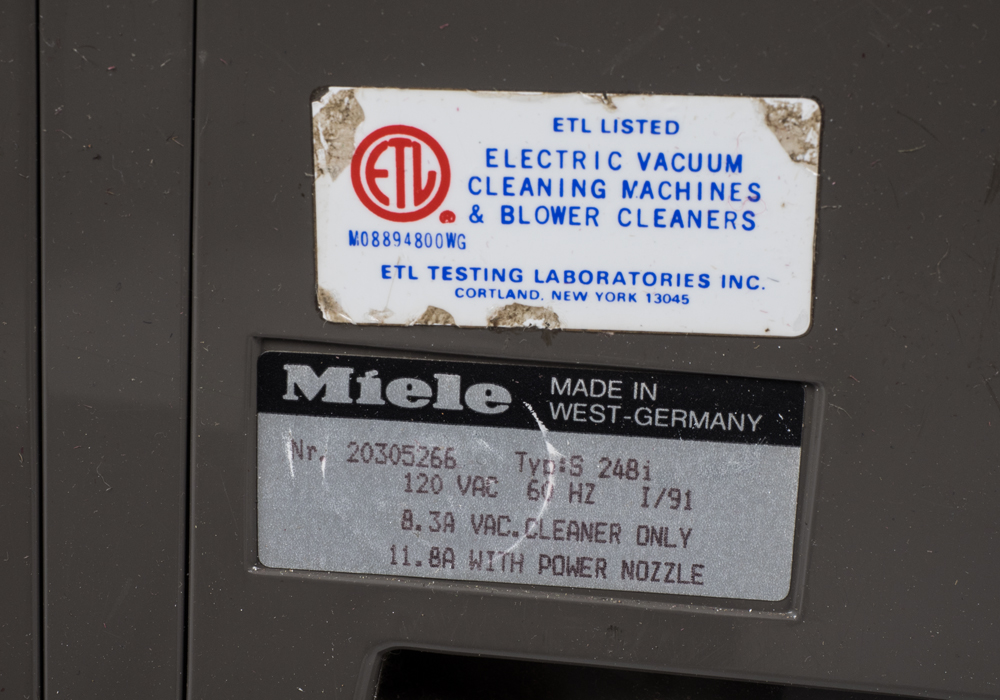 ETL LISTED
ELECTRIC VACUUM
CLEANING MACHINES
& BLOWER CLEANERS
ETL
M08894800WG
ETL TESTING LABORATORIES INC.
CORTLAND, NEW YORK 13045
Miele
MADE IN
WEST-GERMANY
Nr. 20305266 Typ:S 248i
120 VAC 60 HZ I/91
8.3A VAC.CLEANER ONLY
11.8A WITH POWER NOZZLE